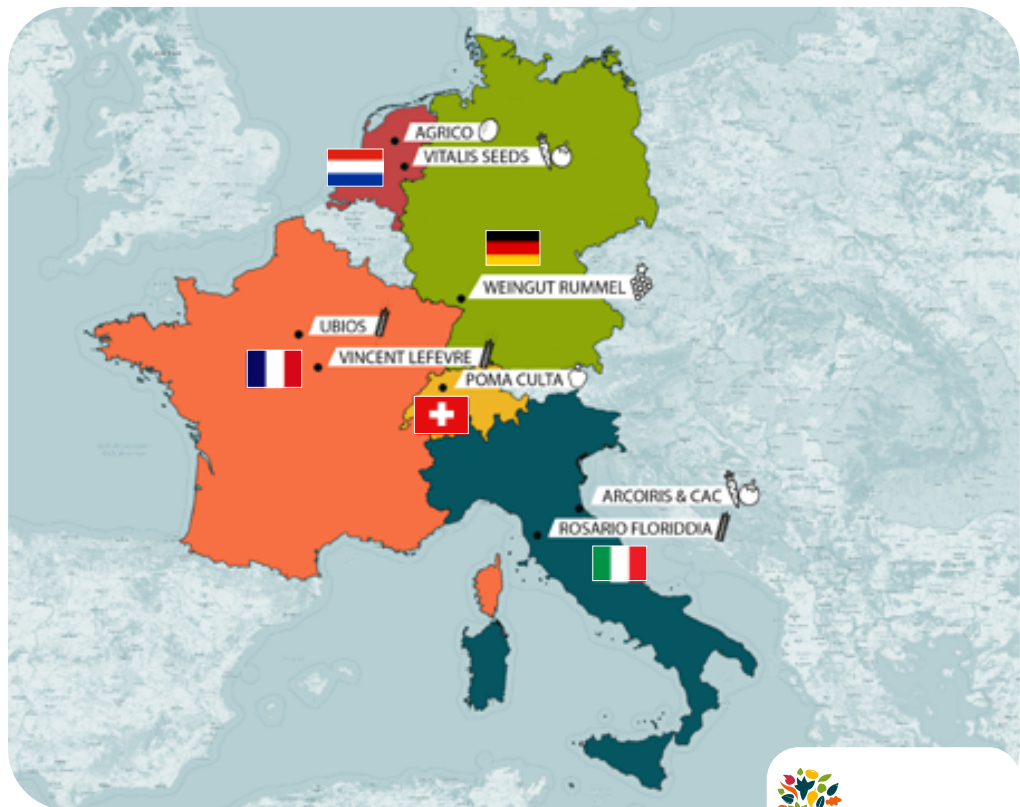 AGRICO
VITALIS SEEDS
WEINGUT RUMMEL
UBIOS
VINCENT LEFEVRE
POMA CULTA
ARCOIRIS & CAC
ROSARIO FLORIDDIA